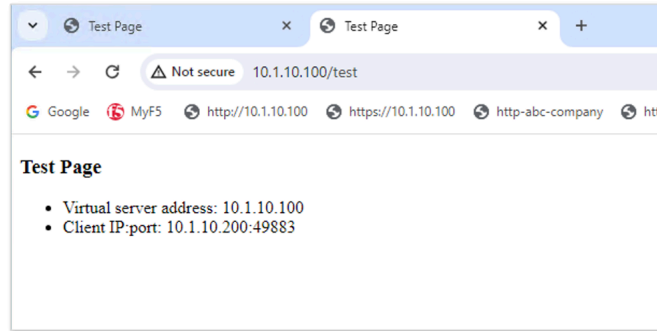 Test Page
Test Page
Not secure 10.1.10.100/test
Google MyF5 http://10.1.10.100 https://10.1.10.100 http-abc-company ht
Test Page
Virtual server address: 10.1.10.100
Client IP:port: 10.1.10.200:49883